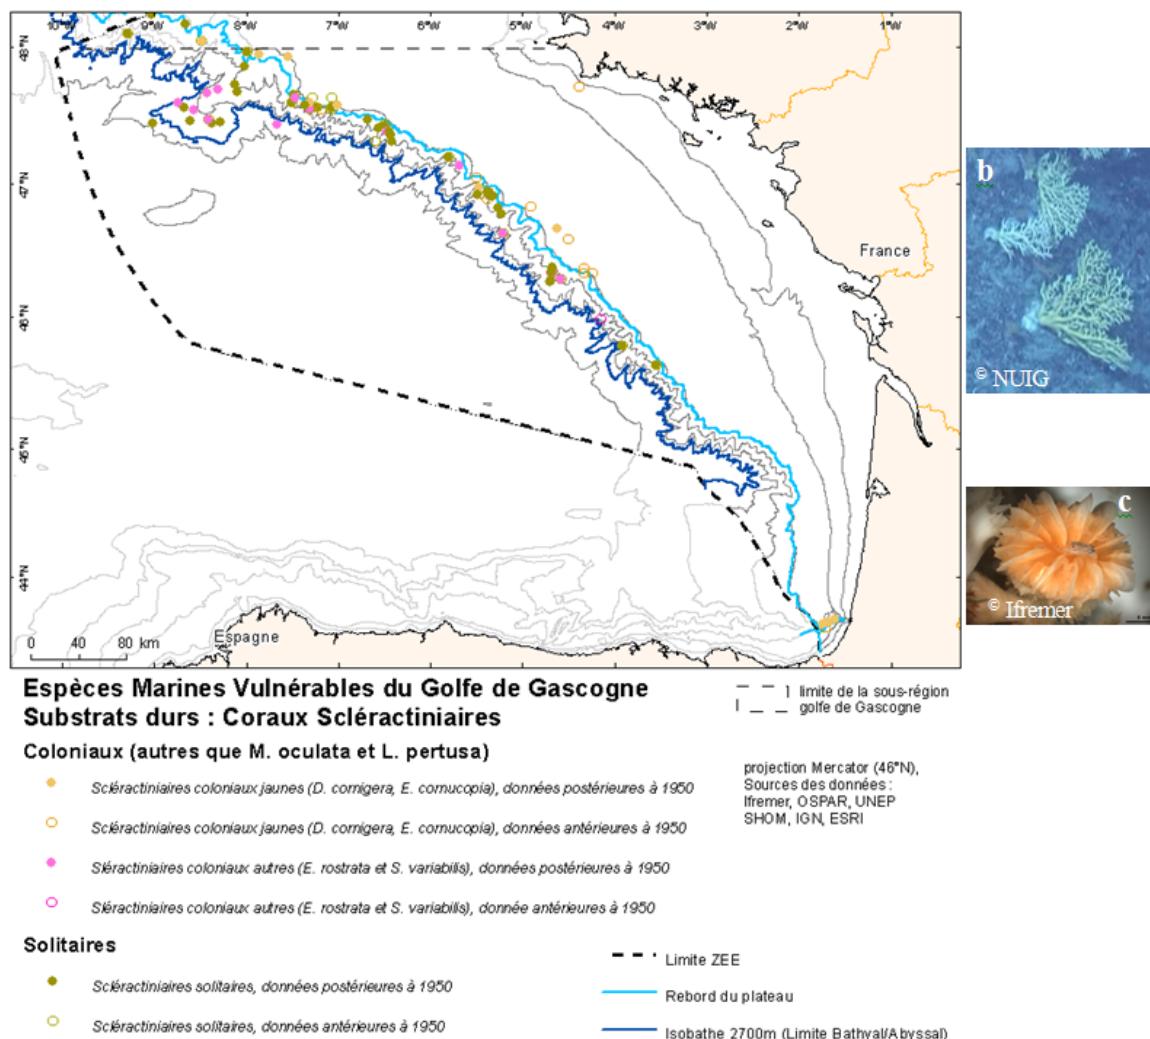 10°W 9°W 8°W 7°W 6°W 5°W 4°W 3°W 2°W 1°W
48°N
47°N
46°N
45°N
44°N
France
Espagne
0 40 80 km
b
© NUIG
c
© Ifremer
Espèces Marines Vulnérables du Golfe de Gascogne
Substrats durs : Coraux Scléractiniaires
limite de la sous-région
golfe de Gascogne
Coloniaux (autres que M. oculata et L. pertusa)
projection Mercator (46°N),
Sources des données :
Ifremer, OSPAR, UNEP
SHOM, IGN, ESRI
Scléractiniaires coloniaux jaunes (D. cornigera, E. cornucopia), données postérieures à 1950
Scléractiniaires coloniaux jaunes (D. cornigera, E. cornucopia), données antérieures à 1950
Sléractiniaires coloniaux autres (E. rostrata et S. variabilis), données postérieures à 1950
Sléractiniaires coloniaux autres (E. rostrata et S. variabilis), donnée antérieures à 1950
Solitaires
Scléractiniaires solitaires, données postérieures à 1950
Scléractiniaires solitaires, données antérieures à 1950
Limite ZEE
Rebord du plateau
Isobathe 2700m (Limite Bathyal/Abyssal)